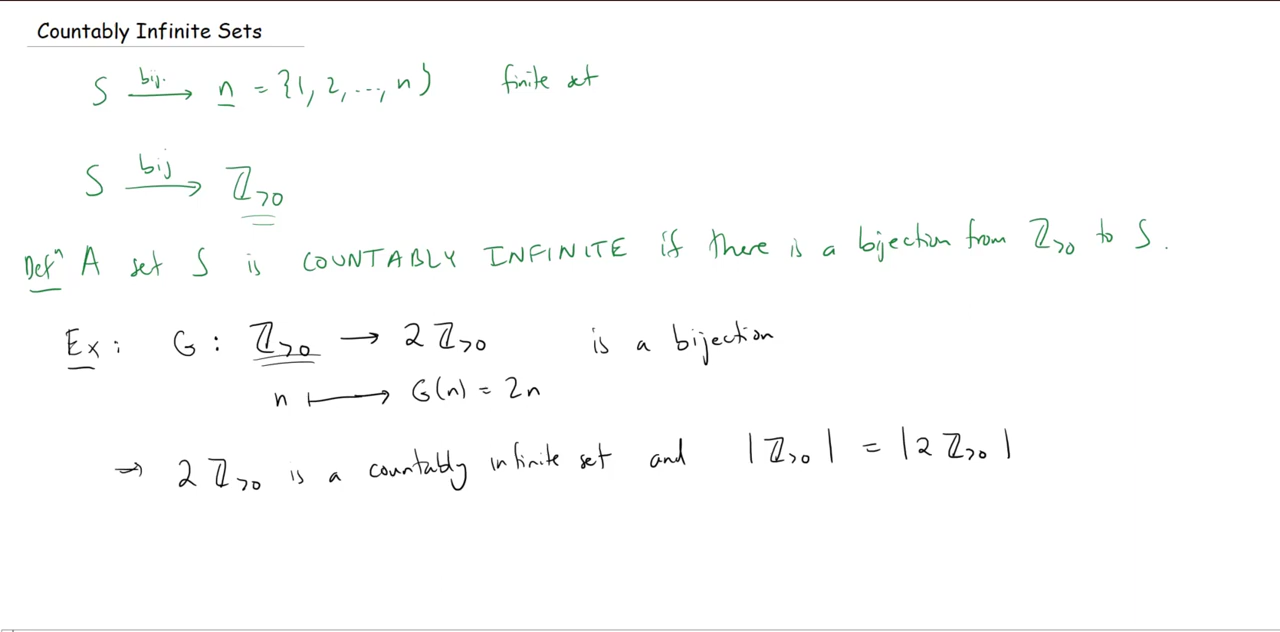 Countably Infinite Sets
S bij. → n = {1, 2, ..., n} finite set
S bij → ℤ>0
Defⁿ A set S is COUNTABLY INFINITE if there is a bijection from ℤ>0 to S.
Ex: G : ℤ>0 → 2ℤ>0 is a bijection
n ⟼ G(n) = 2n
⇒ 2ℤ>0 is a countably infinite set and |ℤ>0| = |2ℤ>0|